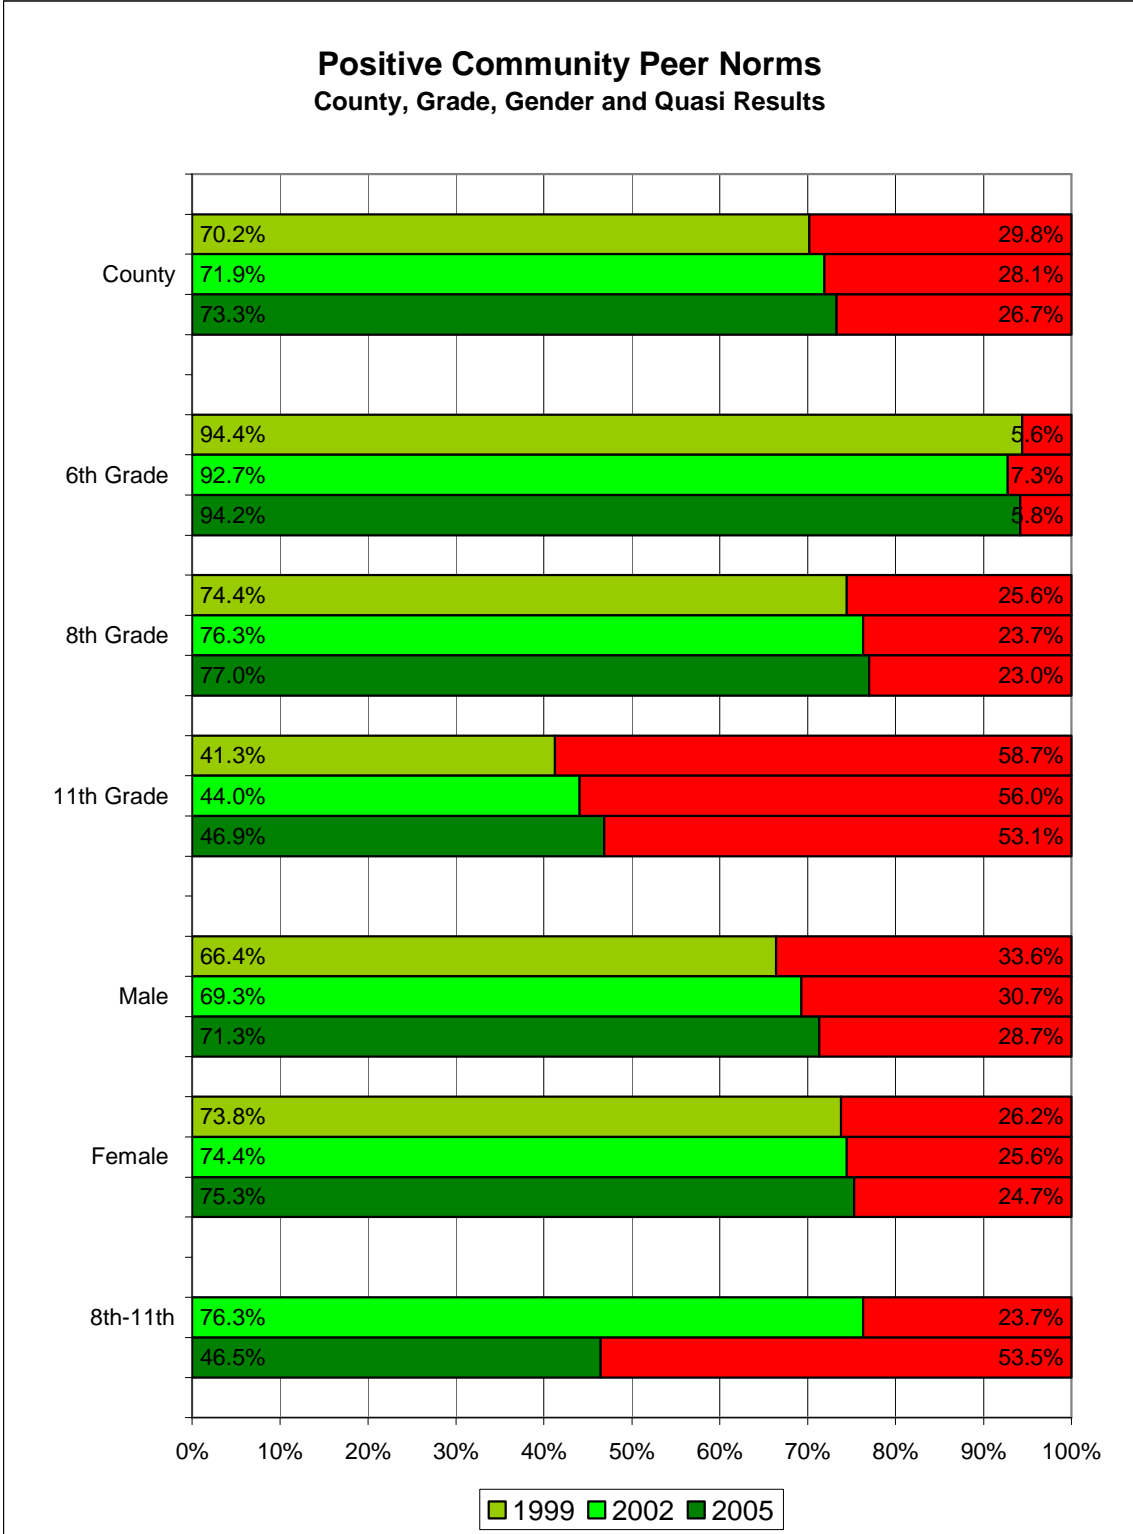 Positive Community Peer Norms
County, Grade, Gender and Quasi Results
70.2% 29.8%
County 71.9% 28.1%
73.3% 26.7%
94.4% 5.6%
6th Grade 92.7% 7.3%
94.2% 5.8%
74.4% 25.6%
8th Grade 76.3% 23.7%
77.0% 23.0%
41.3% 58.7%
11th Grade 44.0% 56.0%
46.9% 53.1%
66.4% 33.6%
Male 69.3% 30.7%
71.3% 28.7%
73.8% 26.2%
Female 74.4% 25.6%
75.3% 24.7%
8th-11th 76.3% 23.7%
46.5% 53.5%
0% 10% 20% 30% 40% 50% 60% 70% 80% 90% 100%
1999 2002 2005